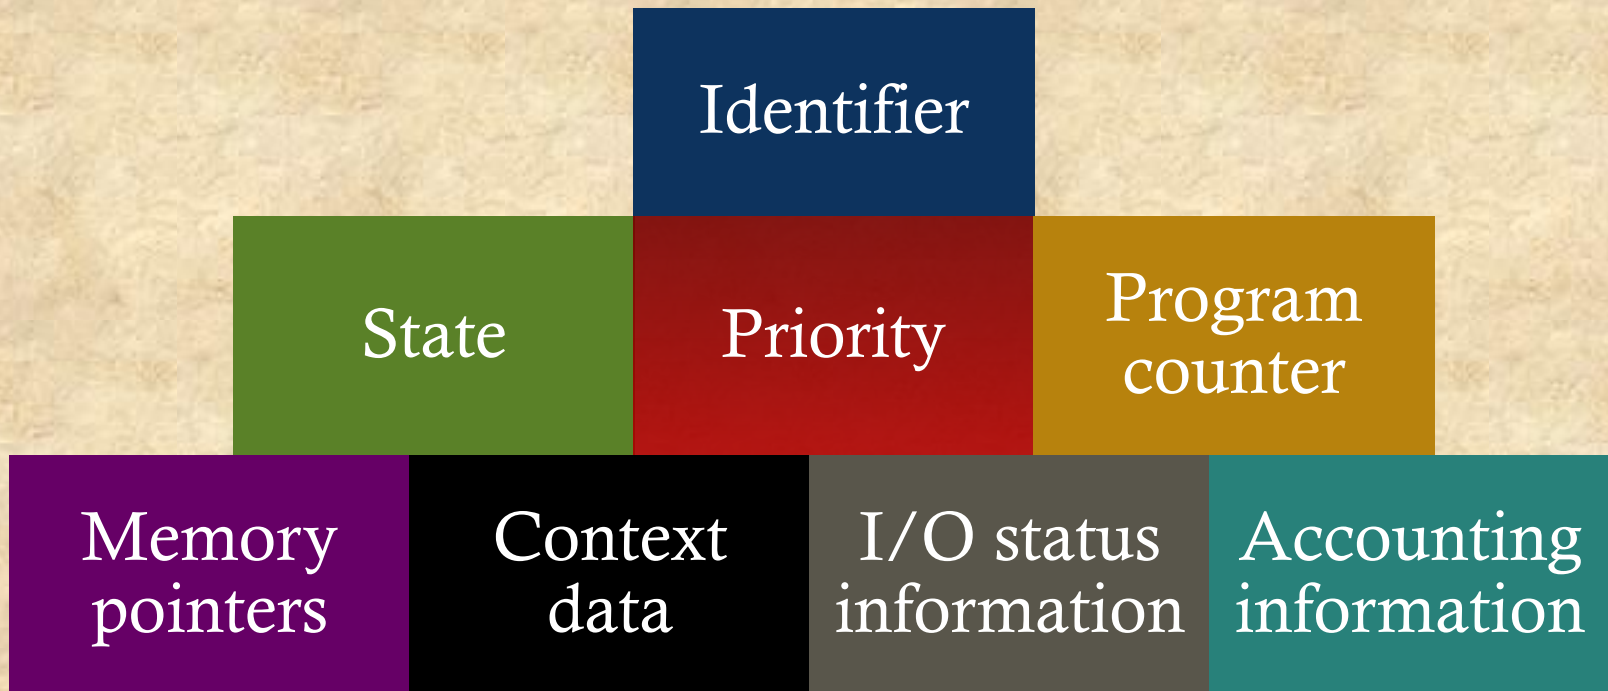 Identifier
State
Priority
Program
counter
Memory
pointers
Context
data
I/O status
information
Accounting
information